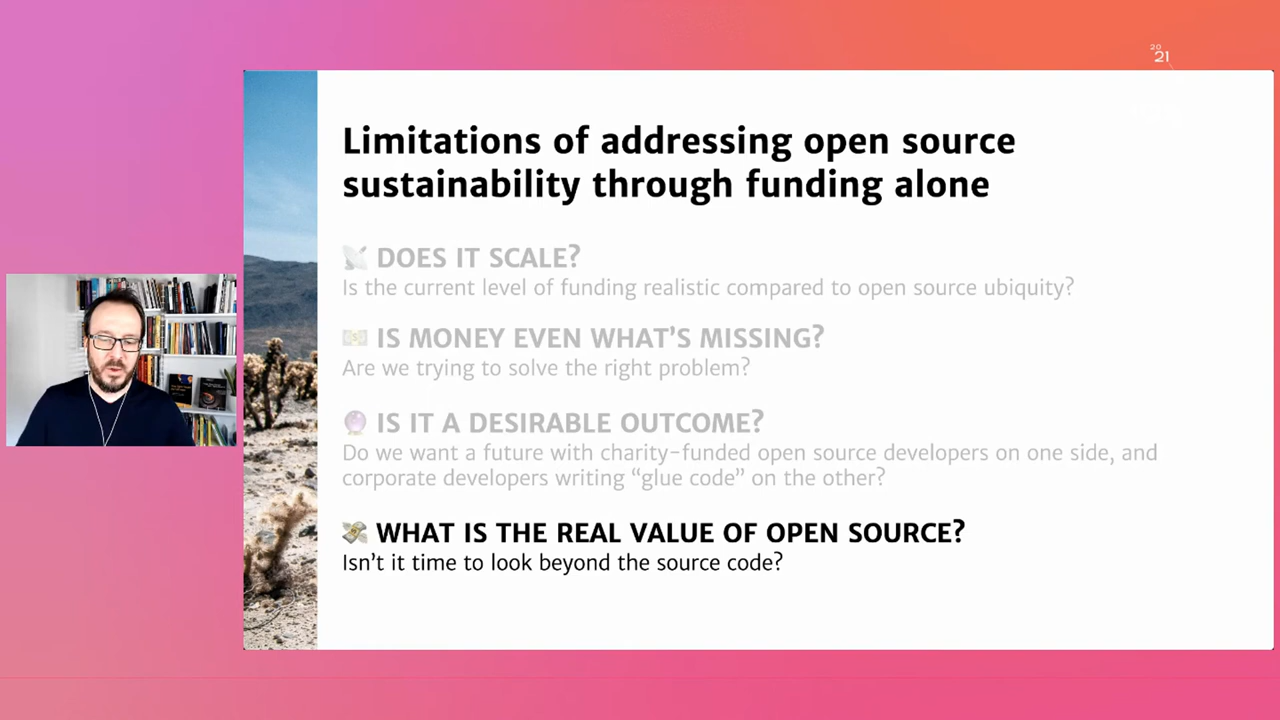 20
21
Limitations of addressing open source
sustainability through funding alone
📡 DOES IT SCALE?
Is the current level of funding realistic compared to open source ubiquity?
💵 IS MONEY EVEN WHAT’S MISSING?
Are we trying to solve the right problem?
🔮 IS IT A DESIRABLE OUTCOME?
Do we want a future with charity-funded open source developers on one side, and
corporate developers writing “glue code” on the other?
💸 WHAT IS THE REAL VALUE OF OPEN SOURCE?
Isn’t it time to look beyond the source code?